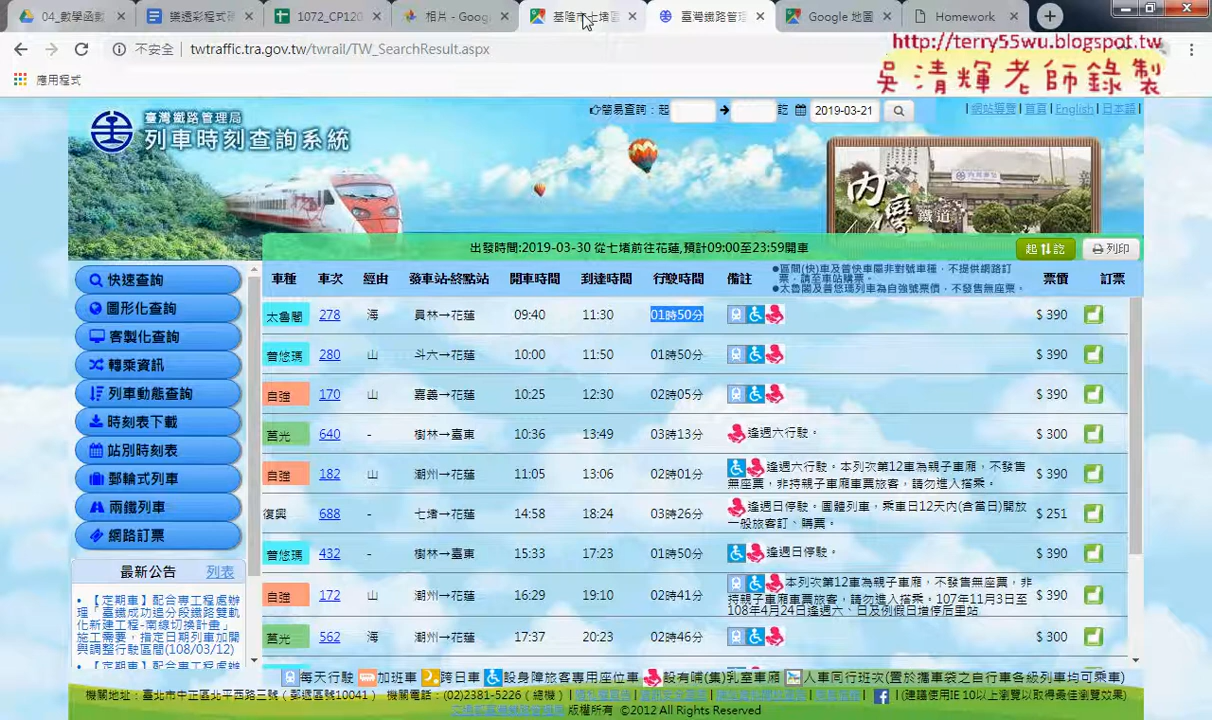 04_數學函數
1072_CP120
相片 - Goog
臺灣鐵路管理
Google 地圖
Homework
不安全 | twtraffic.tra.gov.tw/twrail/TW_SearchResult.aspx
http://terry55wu.blogspot.tw
吳清輝老師錄製
應用程式
臺灣鐵路管理局
列車時刻查詢系統
簡易查詢：起 訖 2019-03-21
| 網站導覽 | 首頁 | English | 日本語 |
出發時間:2019-03-30 從七堵前往花蓮,預計09:00至23:59開車
起 訖 列印
快速查詢
圖形化查詢
客製化查詢
轉乘資訊
列車動態查詢
時刻表下載
站別時刻表
郵輪式列車
兩鐵列車
網路訂票
最新公告 列表
• 【定期車】配合專工程處辦
理「臺鐵成功追分段鐵路雙軌
化新建工程-南線切換計畫」
施工需要，指定日期列車加開
與調整行駛區間(108/03/12)
• 【定期車】配合專工程處辦
車種 車次 經由 發車站→終點站 開車時間 到達時間 行駛時間 備註 ●區間(快)車及普快車屬非對號車種，不提供網路訂票，請至車站購票。 票價 訂票
●太魯閣及普悠瑪列車為自強號票價，不發售無座票。
太魯閣 278 海 員林→花蓮 09:40 11:30 01時50分 $ 390
普悠瑪 280 山 斗六→花蓮 10:00 11:50 01時50分 $ 390
自強 170 山 嘉義→花蓮 10:25 12:30 02時05分 $ 390
莒光 640 - 樹林→臺東 10:36 13:49 03時13分 逢週六行駛。 $ 300
自強 182 山 潮州→花蓮 11:05 13:06 02時01分 逢週六行駛。本列次第12車為親子車廂，不發售無座票，非持親子車廂車票旅客，請勿進入搭乘。 $ 390
復興 688 - 七堵→花蓮 14:58 18:24 03時26分 逢週日停駛。團體列車，乘車日12天內(含當日)開放一般旅客訂、購票。 $ 251
普悠瑪 432 - 樹林→臺東 15:33 17:23 01時50分 逢週日停駛。 $ 390
自強 172 山 潮州→花蓮 16:29 19:10 02時41分 本列次第12車為親子車廂，不發售無座票，非持親子車廂車票旅客，請勿進入搭乘。107年11月3日至108年4月24日逢週六、日及例假日增停后里站 $ 390
莒光 562 海 潮州→花蓮 17:37 20:23 02時46分 $ 300
每天行駛 加班車 跨日車 設身障旅客專用座位車 設有哺(集)乳室車廂 人車同行班次(置於攜車袋之自行車各級列車均可乘車)
機關地址：臺北市中正區北平西路三號（郵遞區號10041） 機關電話：(02)2381-5226（總機）
(建議使用IE 10以上瀏覽以取得最佳瀏覽效果)
版權所有 ©2012 All Rights Reserved